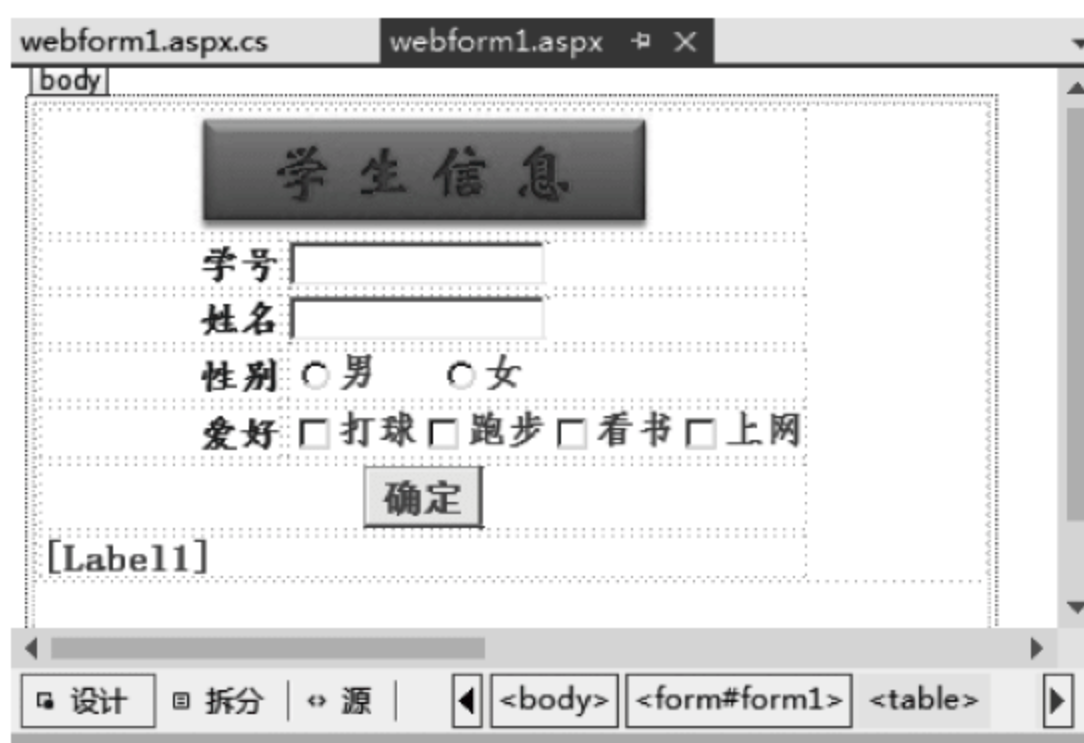 webform1.aspx.cs webform1.aspx
body
学生信息
学号
姓名
性别 男 女
爱好 打球 跑步 看书 上网
确定
[Label1]
设计 拆分 源 <body> <form#form1> <table>